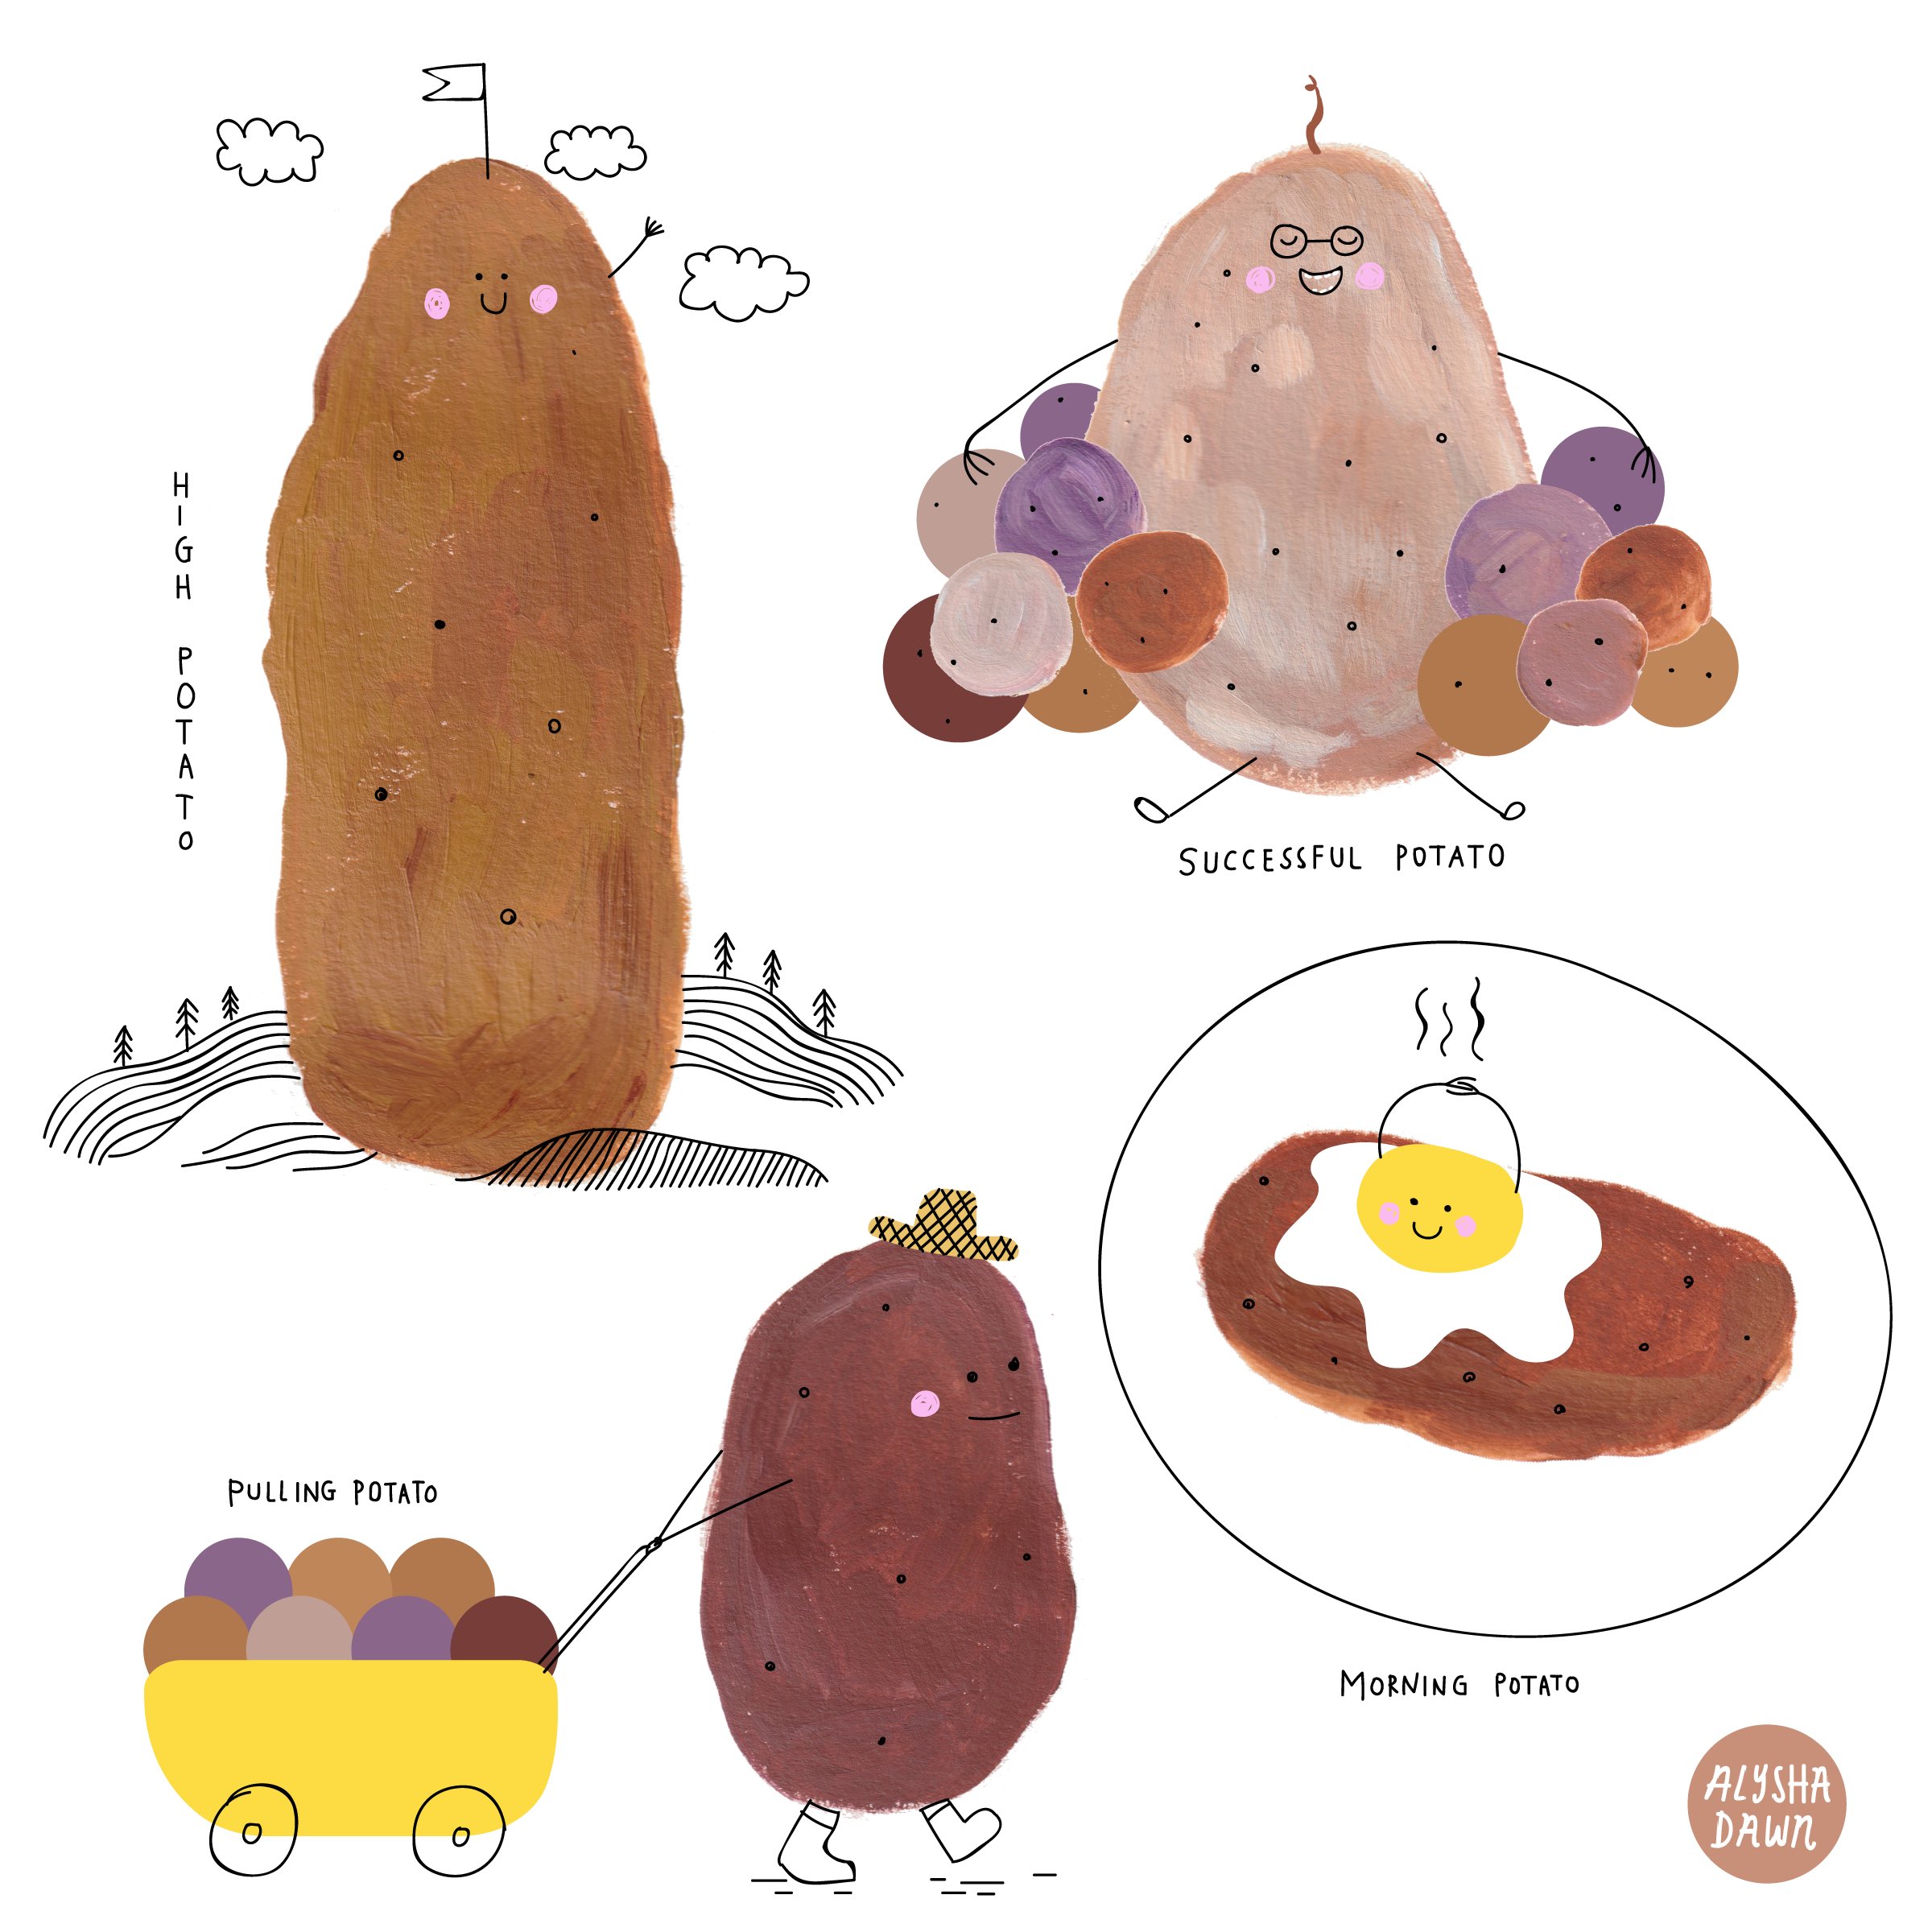 HIGH POTATO
SUCCESSFUL POTATO
PULLING POTATO
MORNING POTATO
ALYSHA
DAWN